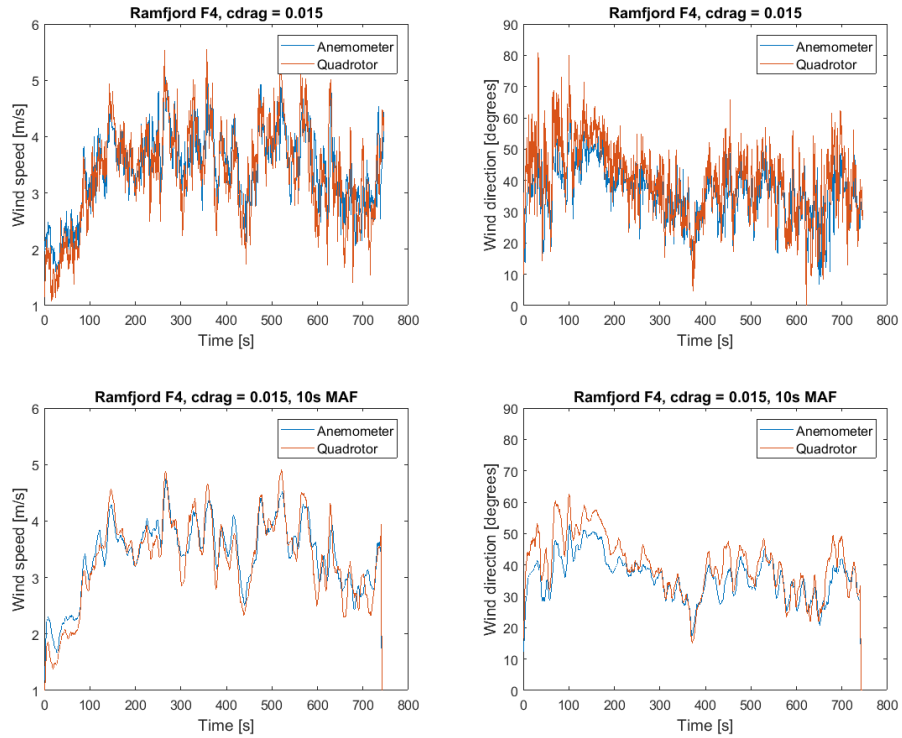 Ramfjord F4, cdrag = 0.015
6
5
4
3
2
1
Wind speed [m/s]
Anemometer
Quadrotor
0 100 200 300 400 500 600 700 800
Time [s]
Ramfjord F4, cdrag = 0.015
90
80
70
60
50
40
30
20
10
0
Wind direction [degrees]
Anemometer
Quadrotor
0 100 200 300 400 500 600 700 800
Time [s]
Ramfjord F4, cdrag = 0.015, 10s MAF
6
5
4
3
2
1
Wind speed [m/s]
Anemometer
Quadrotor
0 100 200 300 400 500 600 700 800
Time [s]
Ramfjord F4, cdrag = 0.015, 10s MAF
90
80
70
60
50
40
30
20
10
0
Wind direction [degrees]
Anemometer
Quadrotor
0 100 200 300 400 500 600 700 800
Time [s]